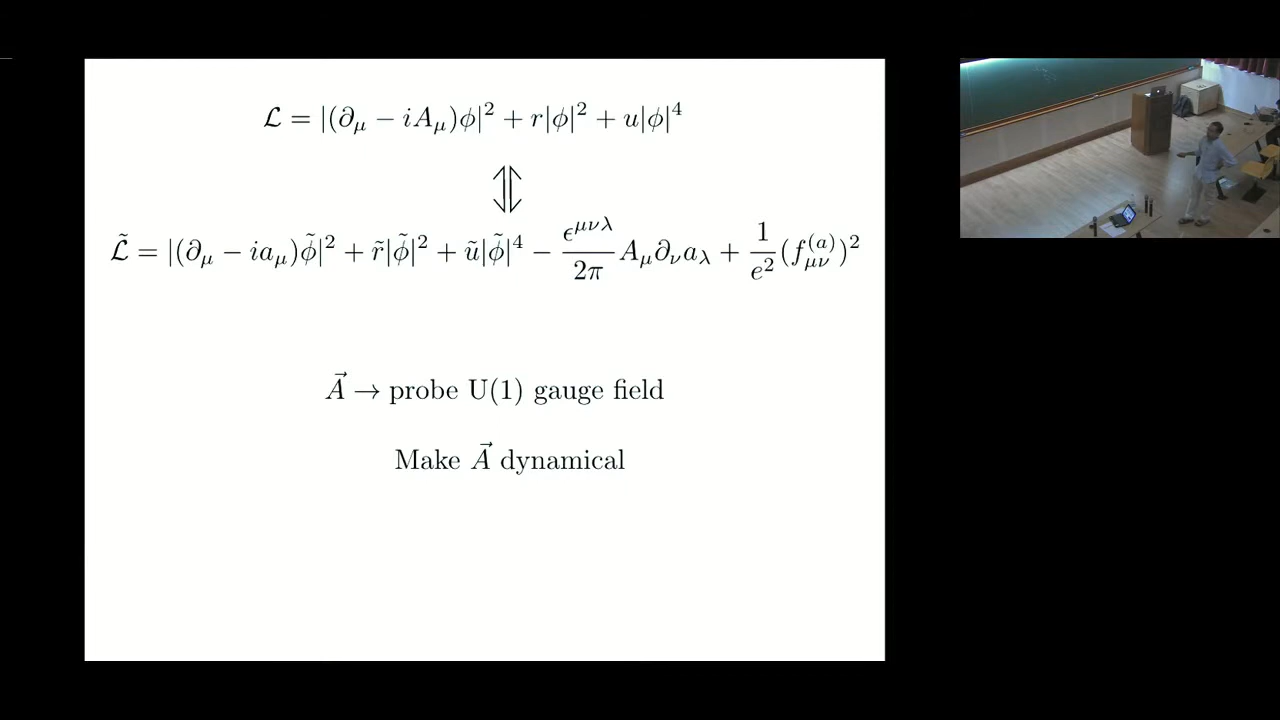 $\mathcal{L} = |(\partial_\mu - iA_\mu)\phi|^2 + r|\phi|^2 + u|\phi|^4$
$\Updownarrow$
$\tilde{\mathcal{L}} = |(\partial_\mu - ia_\mu)\tilde{\phi}|^2 + \tilde{r}|\tilde{\phi}|^2 + \tilde{u}|\tilde{\phi}|^4 - \frac{\epsilon^{\mu\nu\lambda}}{2\pi} A_\mu \partial_\nu a_\lambda + \frac{1}{e^2}(f^{(a)}_{\mu\nu})^2$
$\vec{A} \rightarrow$ probe U(1) gauge field
Make $\vec{A}$ dynamical